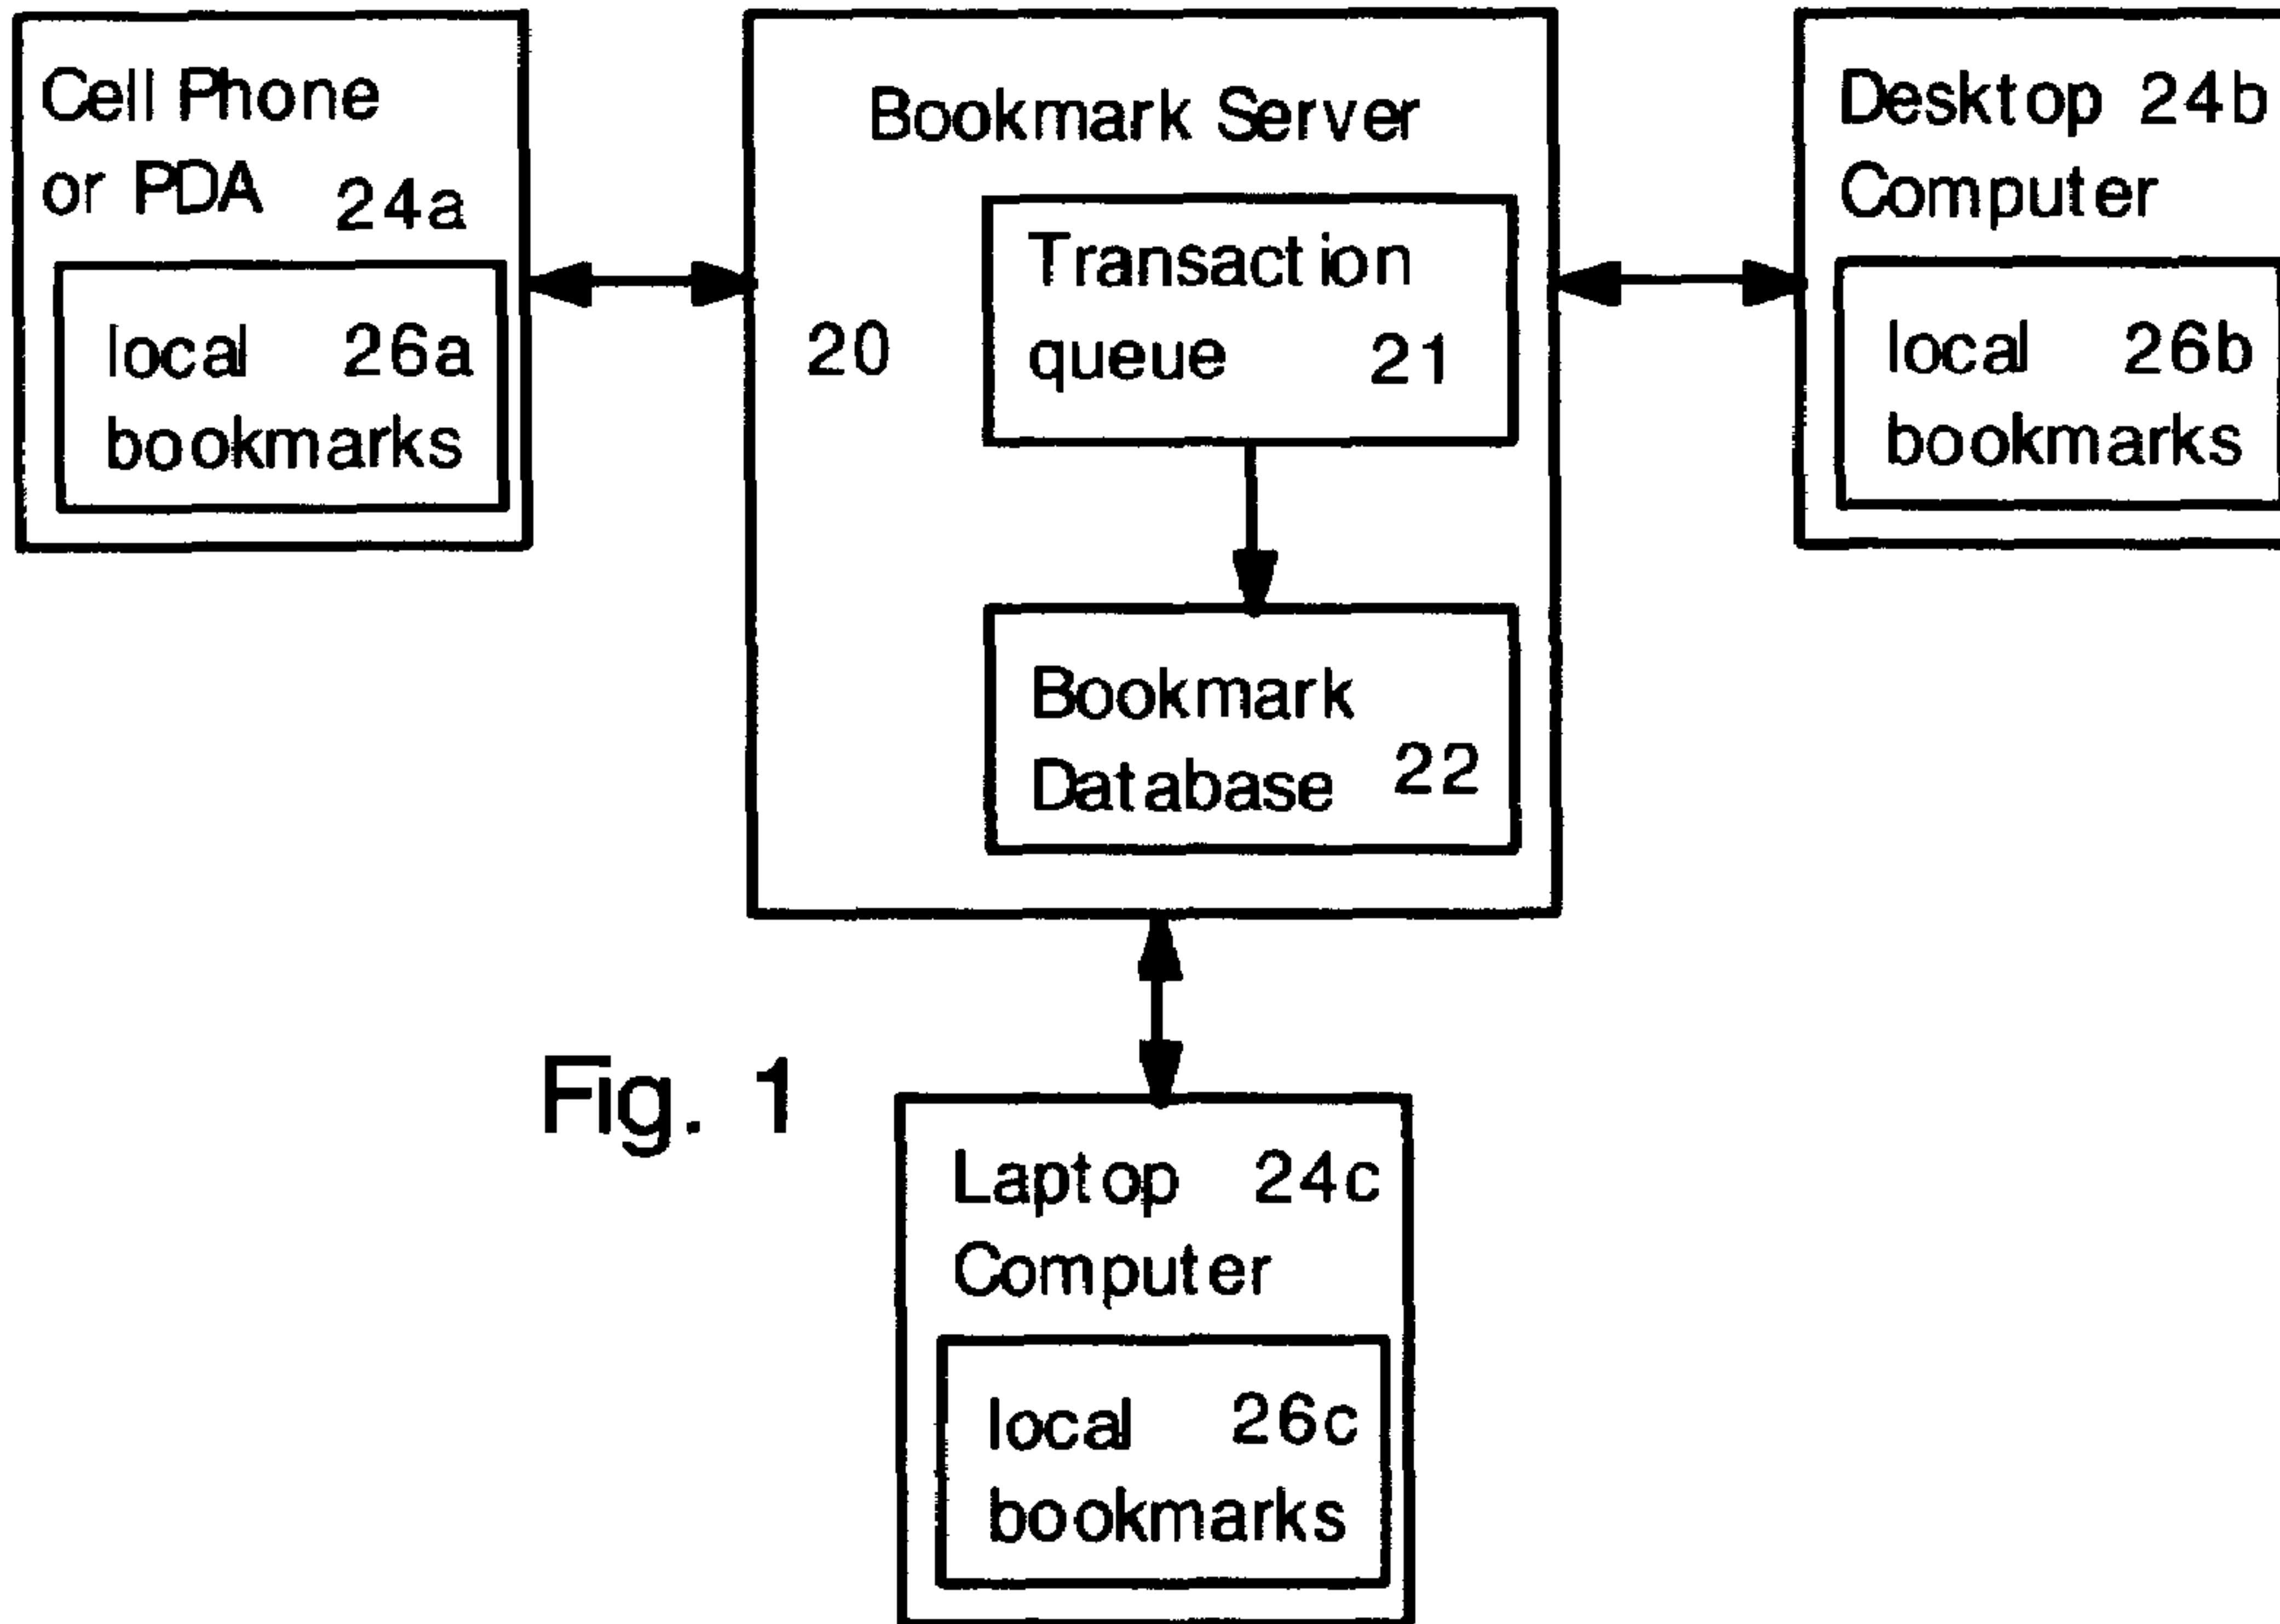 Cell Phone
or PDA 24a
local 26a
bookmarks
Bookmark Server
20
Transaction
queue 21
Bookmark
Database 22
Desktop 24b
Computer
local 26b
bookmarks
Fig. 1
Laptop 24c
Computer
local 26c
bookmarks